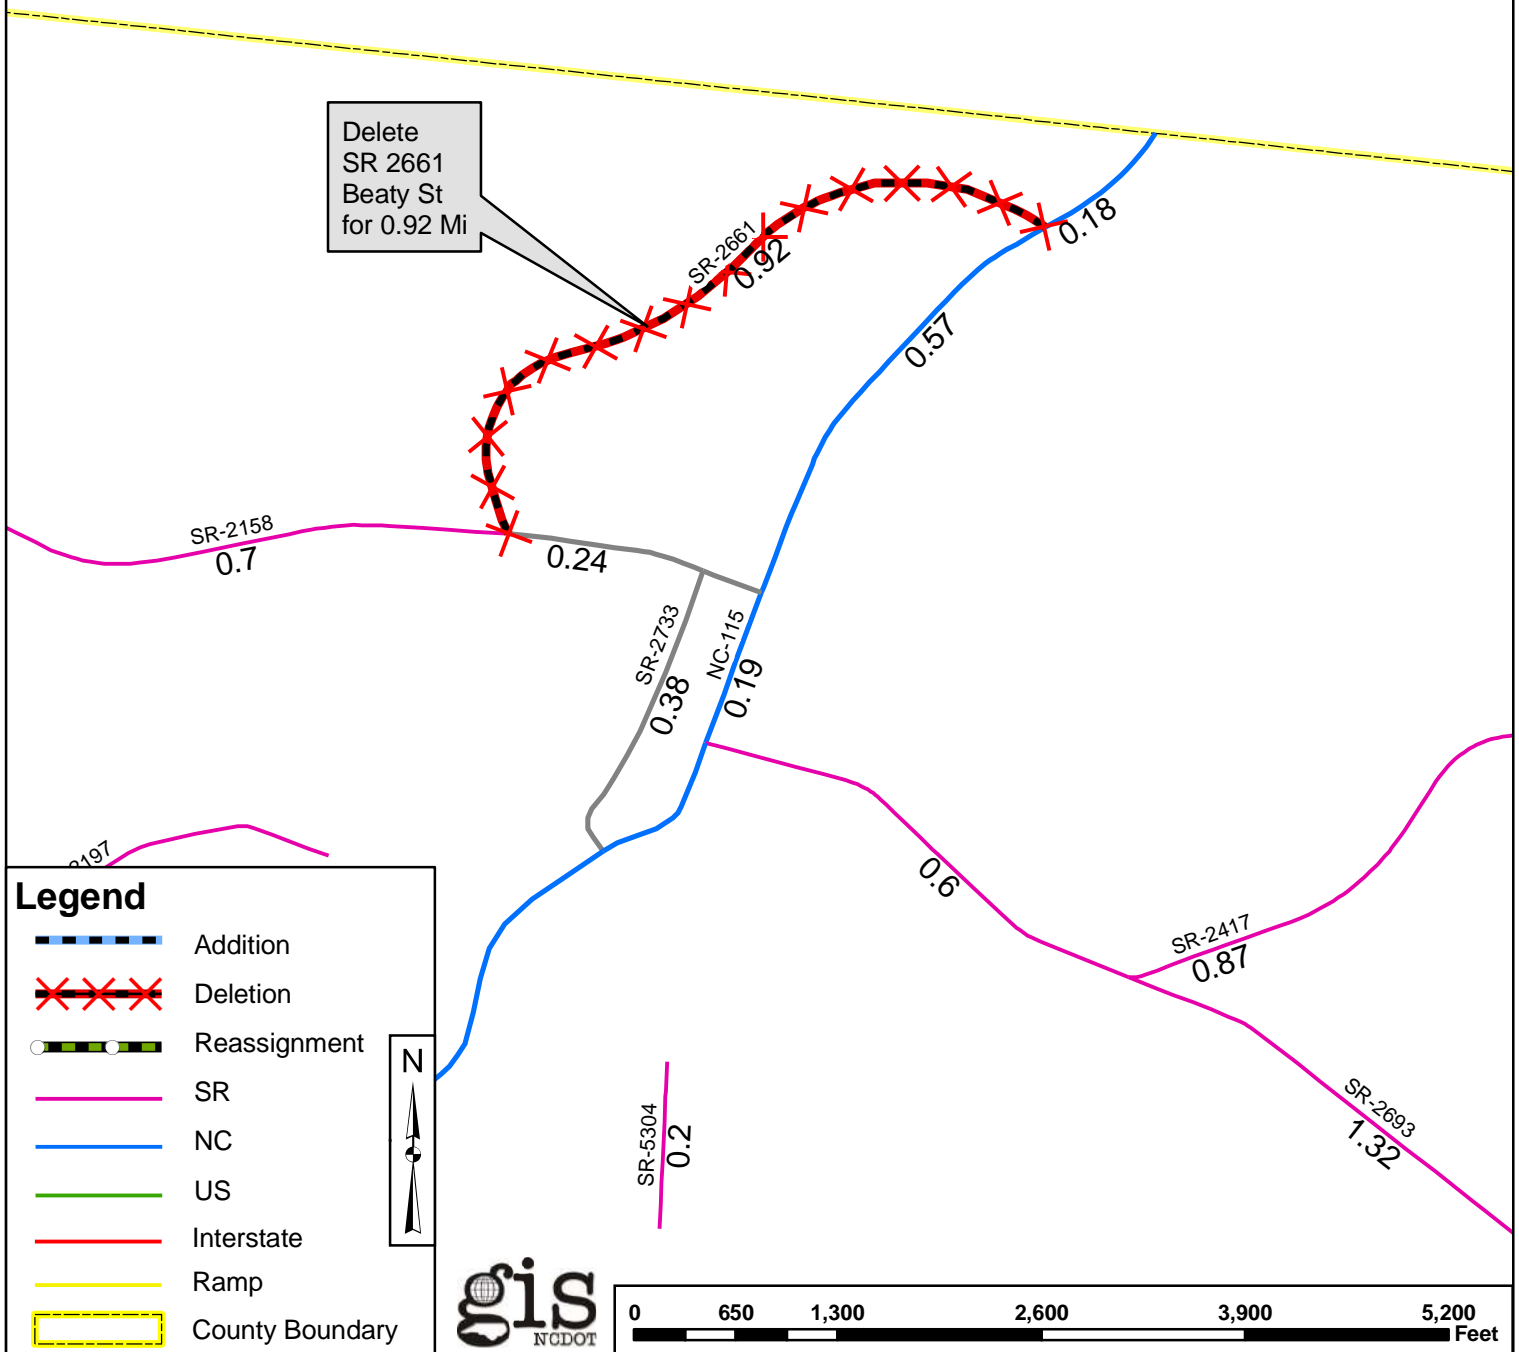 Delete
SR 2661
Beaty St
for 0.92 Mi
SR-2661
0.92
0.18
0.57
SR-2158
0.7
0.24
SR-2733
0.38
NC-115
0.19
0.6
SR-2417
0.87
SR-2693
1.32
SR-5304
0.2
2197
Legend
Addition
Deletion
Reassignment
SR
NC
US
Interstate
Ramp
County Boundary
N
gis
NCDOT
0 650 1,300 2,600 3,900 5,200
Feet